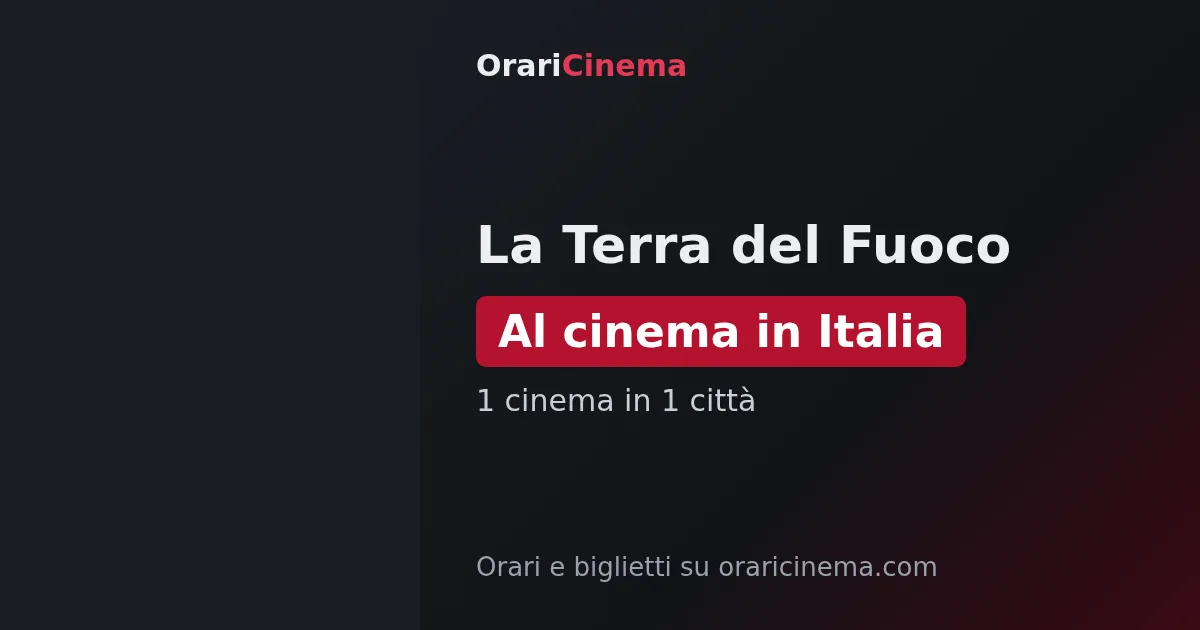 OrariCinema
La Terra del Fuoco
Al cinema in Italia
1 cinema in 1 città
Orari e biglietti su oraricinema.com